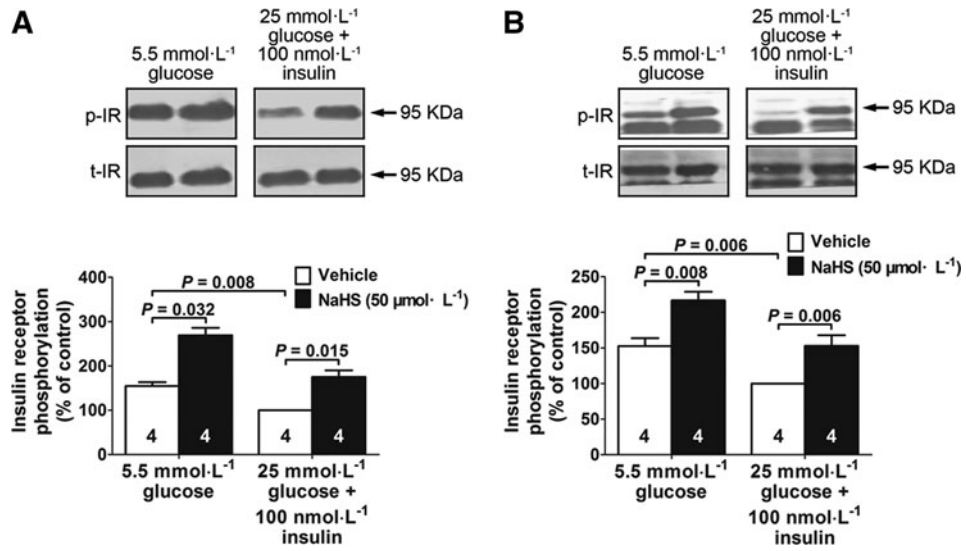 A
5.5 mmol·L⁻¹
glucose
25 mmol·L⁻¹
glucose +
100 nmol·L⁻¹
insulin
p-IR
95 KDa
t-IR
95 KDa
Insulin receptor
phosphorylation
(% of control)
400
300
200
100
0
P = 0.008
P = 0.032
P = 0.015
Vehicle
NaHS (50 µmol· L⁻¹)
4
4
4
4
5.5 mmol·L⁻¹
glucose
25 mmol·L⁻¹
glucose +
100 nmol·L⁻¹
insulin
B
5.5 mmol·L⁻¹
glucose
25 mmol·L⁻¹
glucose +
100 nmol·L⁻¹
insulin
p-IR
95 KDa
t-IR
95 KDa
Insulin receptor
phosphorylation
(% of control)
250
200
150
100
50
0
P = 0.006
P = 0.008
P = 0.006
Vehicle
NaHS (50 µmol· L⁻¹)
4
4
4
4
5.5 mmol·L⁻¹
glucose
25 mmol·L⁻¹
glucose +
100 nmol·L⁻¹
insulin